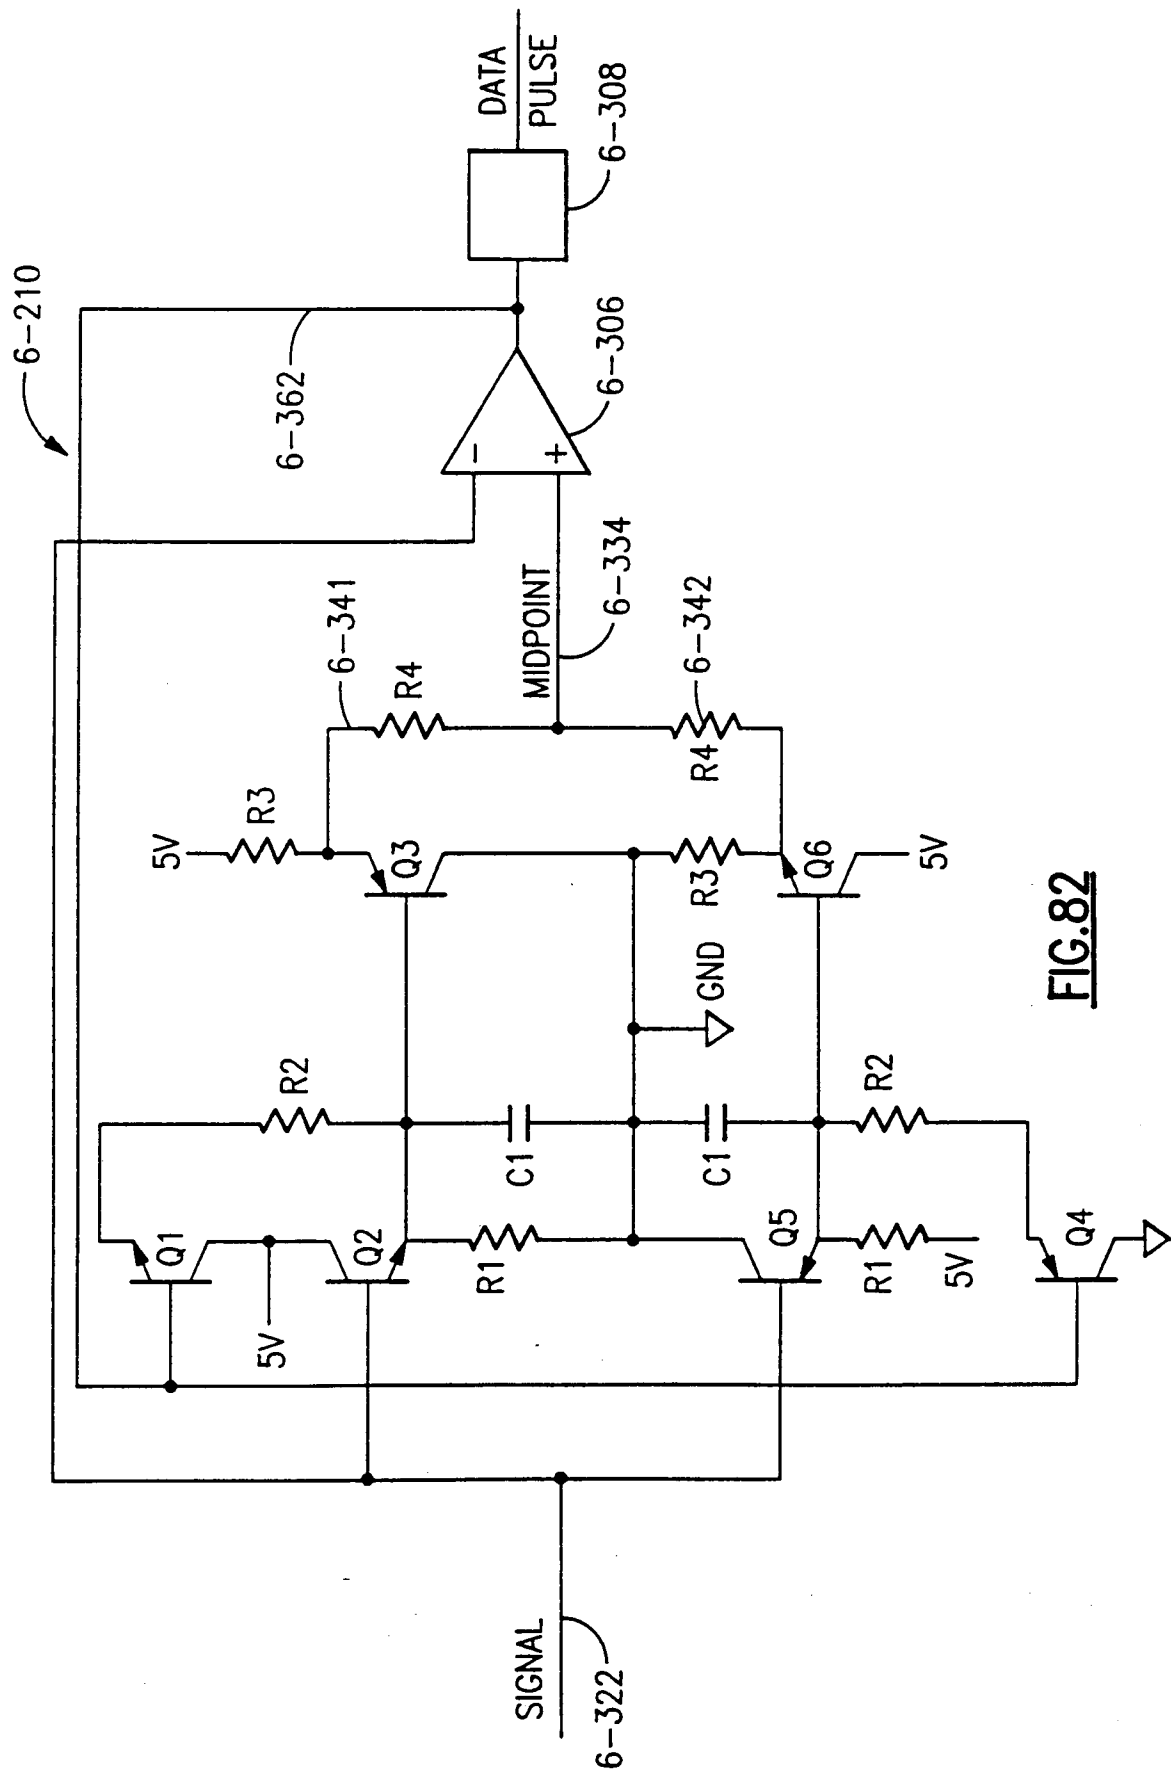 6-210
6-362
DATA
PULSE
6-308
6-306
-
+
MIDPOINT
6-334
6-341
R4
6-342
R4
5V
R3
Q3
R3
Q6
5V
GND
R2
C1
C1
R2
Q1
5V
Q2
R1
Q5
R1
5V
Q4
SIGNAL
6-322
FIG.82